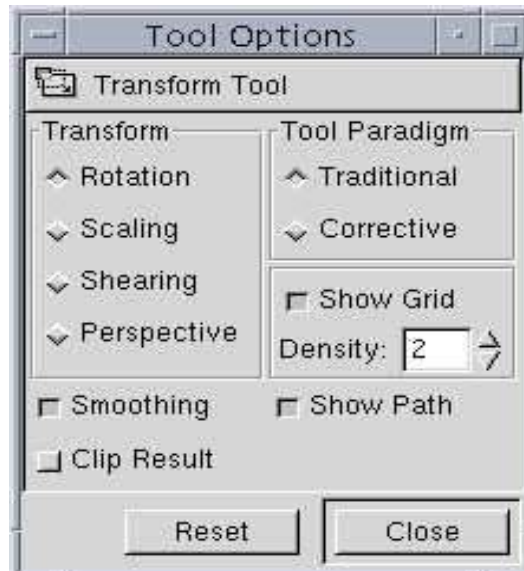 Tool Options
Transform Tool
Transform
Rotation
Scaling
Shearing
Perspective
Tool Paradigm
Traditional
Corrective
Show Grid
Density: 2
Smoothing
Show Path
Clip Result
Reset
Close